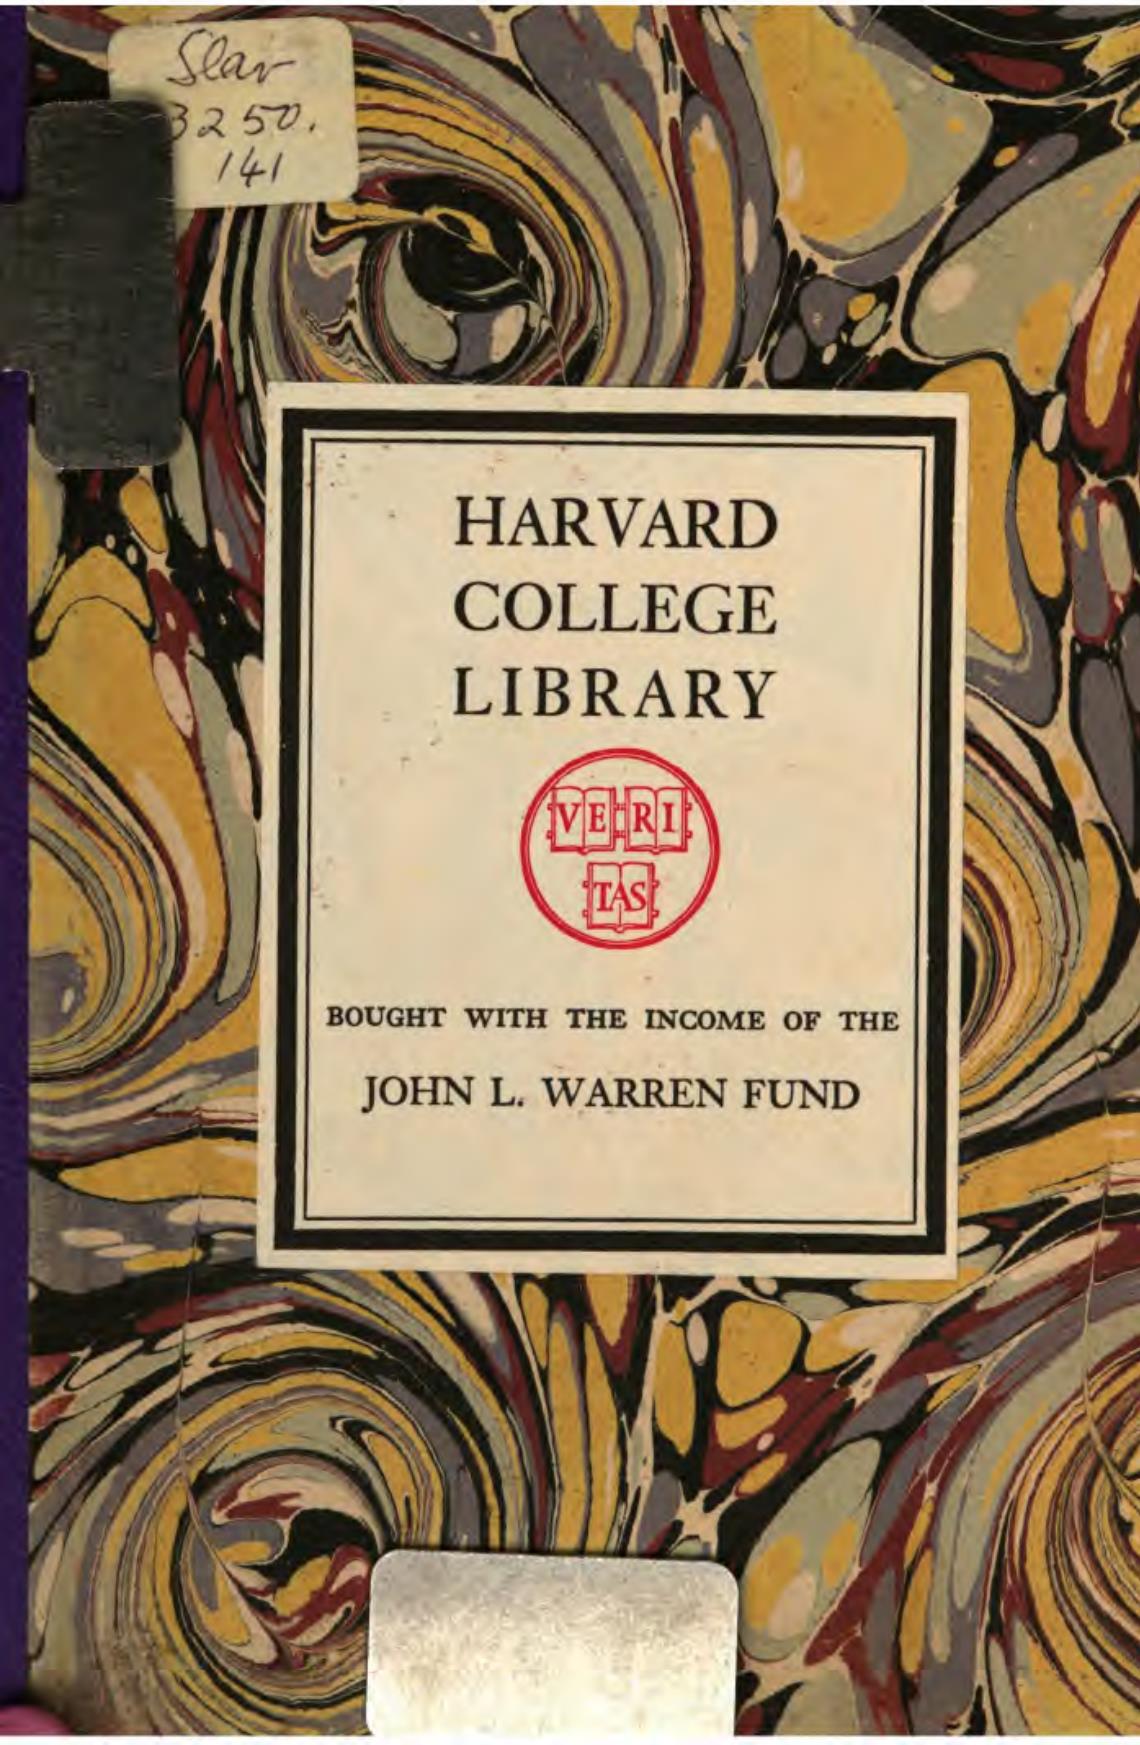 Slav
3250.
141
HARVARD
COLLEGE
LIBRARY
VE RI
TAS
BOUGHT WITH THE INCOME OF THE
JOHN L. WARREN FUND